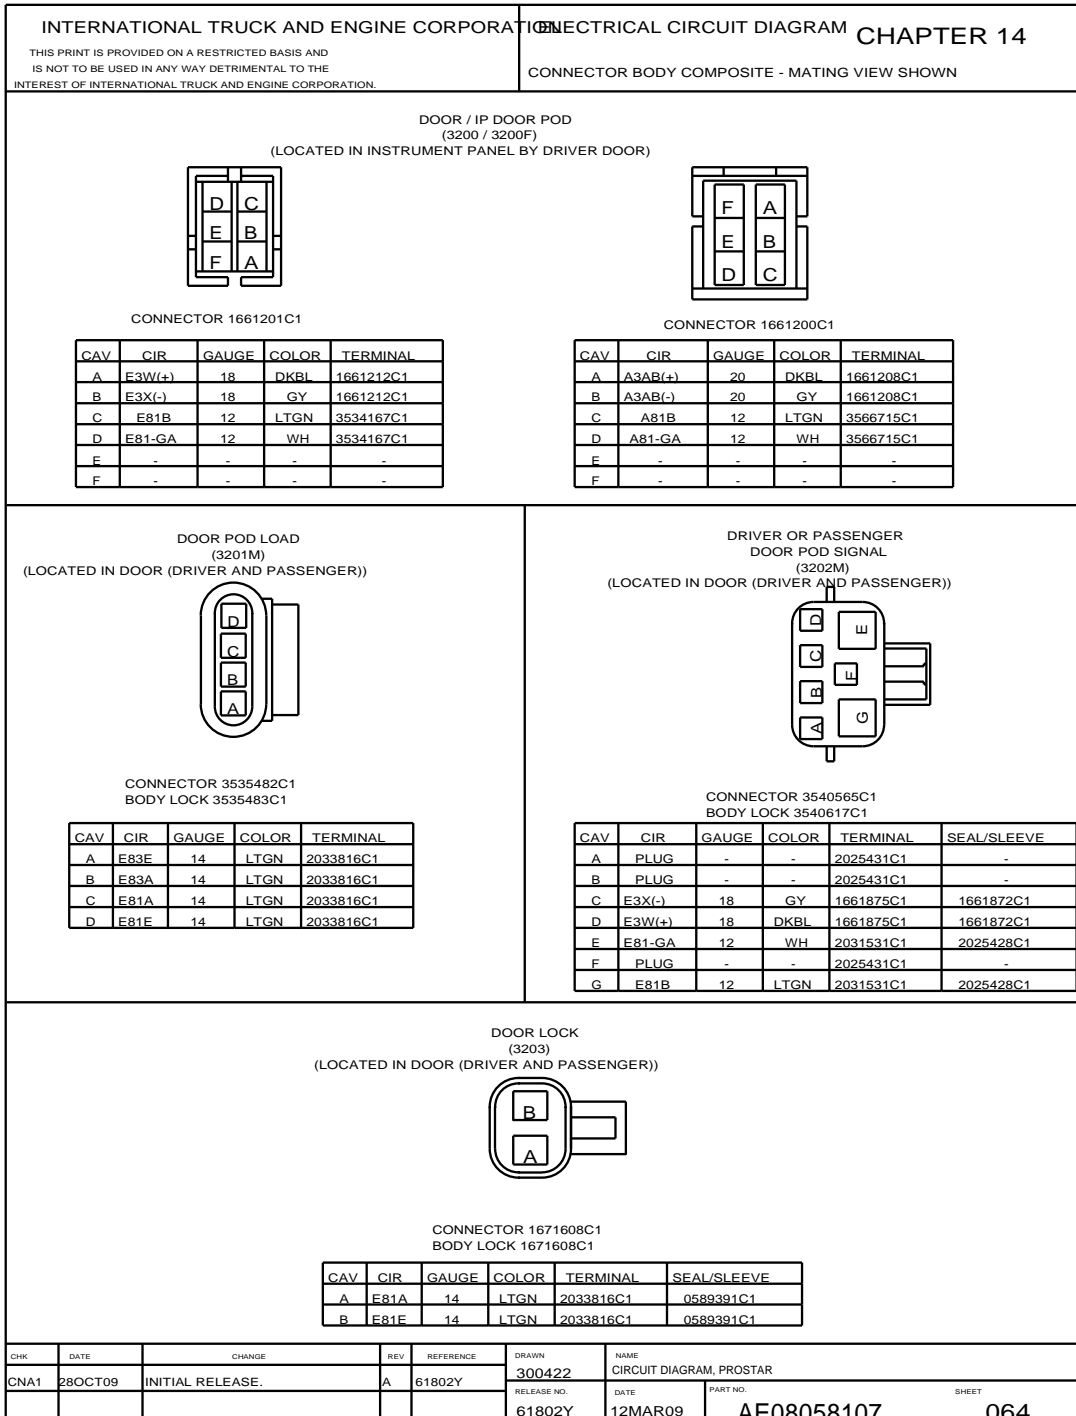 INTERNATIONAL TRUCK AND ENGINE CORPORATION
THIS PRINT IS PROVIDED ON A RESTRICTED BASIS AND
IS NOT TO BE USED IN ANY WAY DETRIMENTAL TO THE
INTEREST OF INTERNATIONAL TRUCK AND ENGINE CORPORATION.
ELECTRICAL CIRCUIT DIAGRAM CHAPTER 14
CONNECTOR BODY COMPOSITE - MATING VIEW SHOWN
DOOR / IP DOOR POD
(3200 / 3200F)
(LOCATED IN INSTRUMENT PANEL BY DRIVER DOOR)
D C
E B
F A
CONNECTOR 1661201C1
CAV CIR GAUGE COLOR TERMINAL
A E3W(+) 18 DKBL 1661212C1
B E3X(-) 18 GY 1661212C1
C E81B 12 LTGN 3534167C1
D E81-GA 12 WH 3534167C1
E - - - -
F - - - -
F A
E B
D C
CONNECTOR 1661200C1
CAV CIR GAUGE COLOR TERMINAL
A A3AB(+) 20 DKBL 1661208C1
B A3AB(-) 20 GY 1661208C1
C A81B 12 LTGN 3566715C1
D A81-GA 12 WH 3566715C1
E - - - -
F - - - -
DOOR POD LOAD
(3201M)
(LOCATED IN DOOR (DRIVER AND PASSENGER))
D
C
B
A
CONNECTOR 3535482C1
BODY LOCK 3535483C1
CAV CIR GAUGE COLOR TERMINAL
A E83E 14 LTGN 2033816C1
B E83A 14 LTGN 2033816C1
C E81A 14 LTGN 2033816C1
D E81E 14 LTGN 2033816C1
DRIVER OR PASSENGER
DOOR POD SIGNAL
(3202M)
(LOCATED IN DOOR (DRIVER AND PASSENGER))
D E
C F
B G
A
CONNECTOR 3540565C1
BODY LOCK 3540617C1
CAV CIR GAUGE COLOR TERMINAL SEAL/SLEEVE
A PLUG - - 2025431C1 -
B PLUG - - 2025431C1 -
C E3X(-) 18 GY 1661875C1 1661872C1
D E3W(+) 18 DKBL 1661875C1 1661872C1
E E81-GA 12 WH 2031531C1 2025428C1
F PLUG - - 2025431C1 -
G E81B 12 LTGN 2031531C1 2025428C1
DOOR LOCK
(3203)
(LOCATED IN DOOR (DRIVER AND PASSENGER))
B
A
CONNECTOR 1671608C1
BODY LOCK 1671608C1
CAV CIR GAUGE COLOR TERMINAL SEAL/SLEEVE
A E81A 14 LTGN 2033816C1 0589391C1
B E81E 14 LTGN 2033816C1 0589391C1
CHK DATE CHANGE REV REFERENCE
CNA1 28OCT09 INITIAL RELEASE. A 61802Y
DRAWN
300422
NAME
CIRCUIT DIAGRAM, PROSTAR
RELEASE NO.
61802Y
DATE
12MAR09
PART NO.
AE08058107
SHEET
064